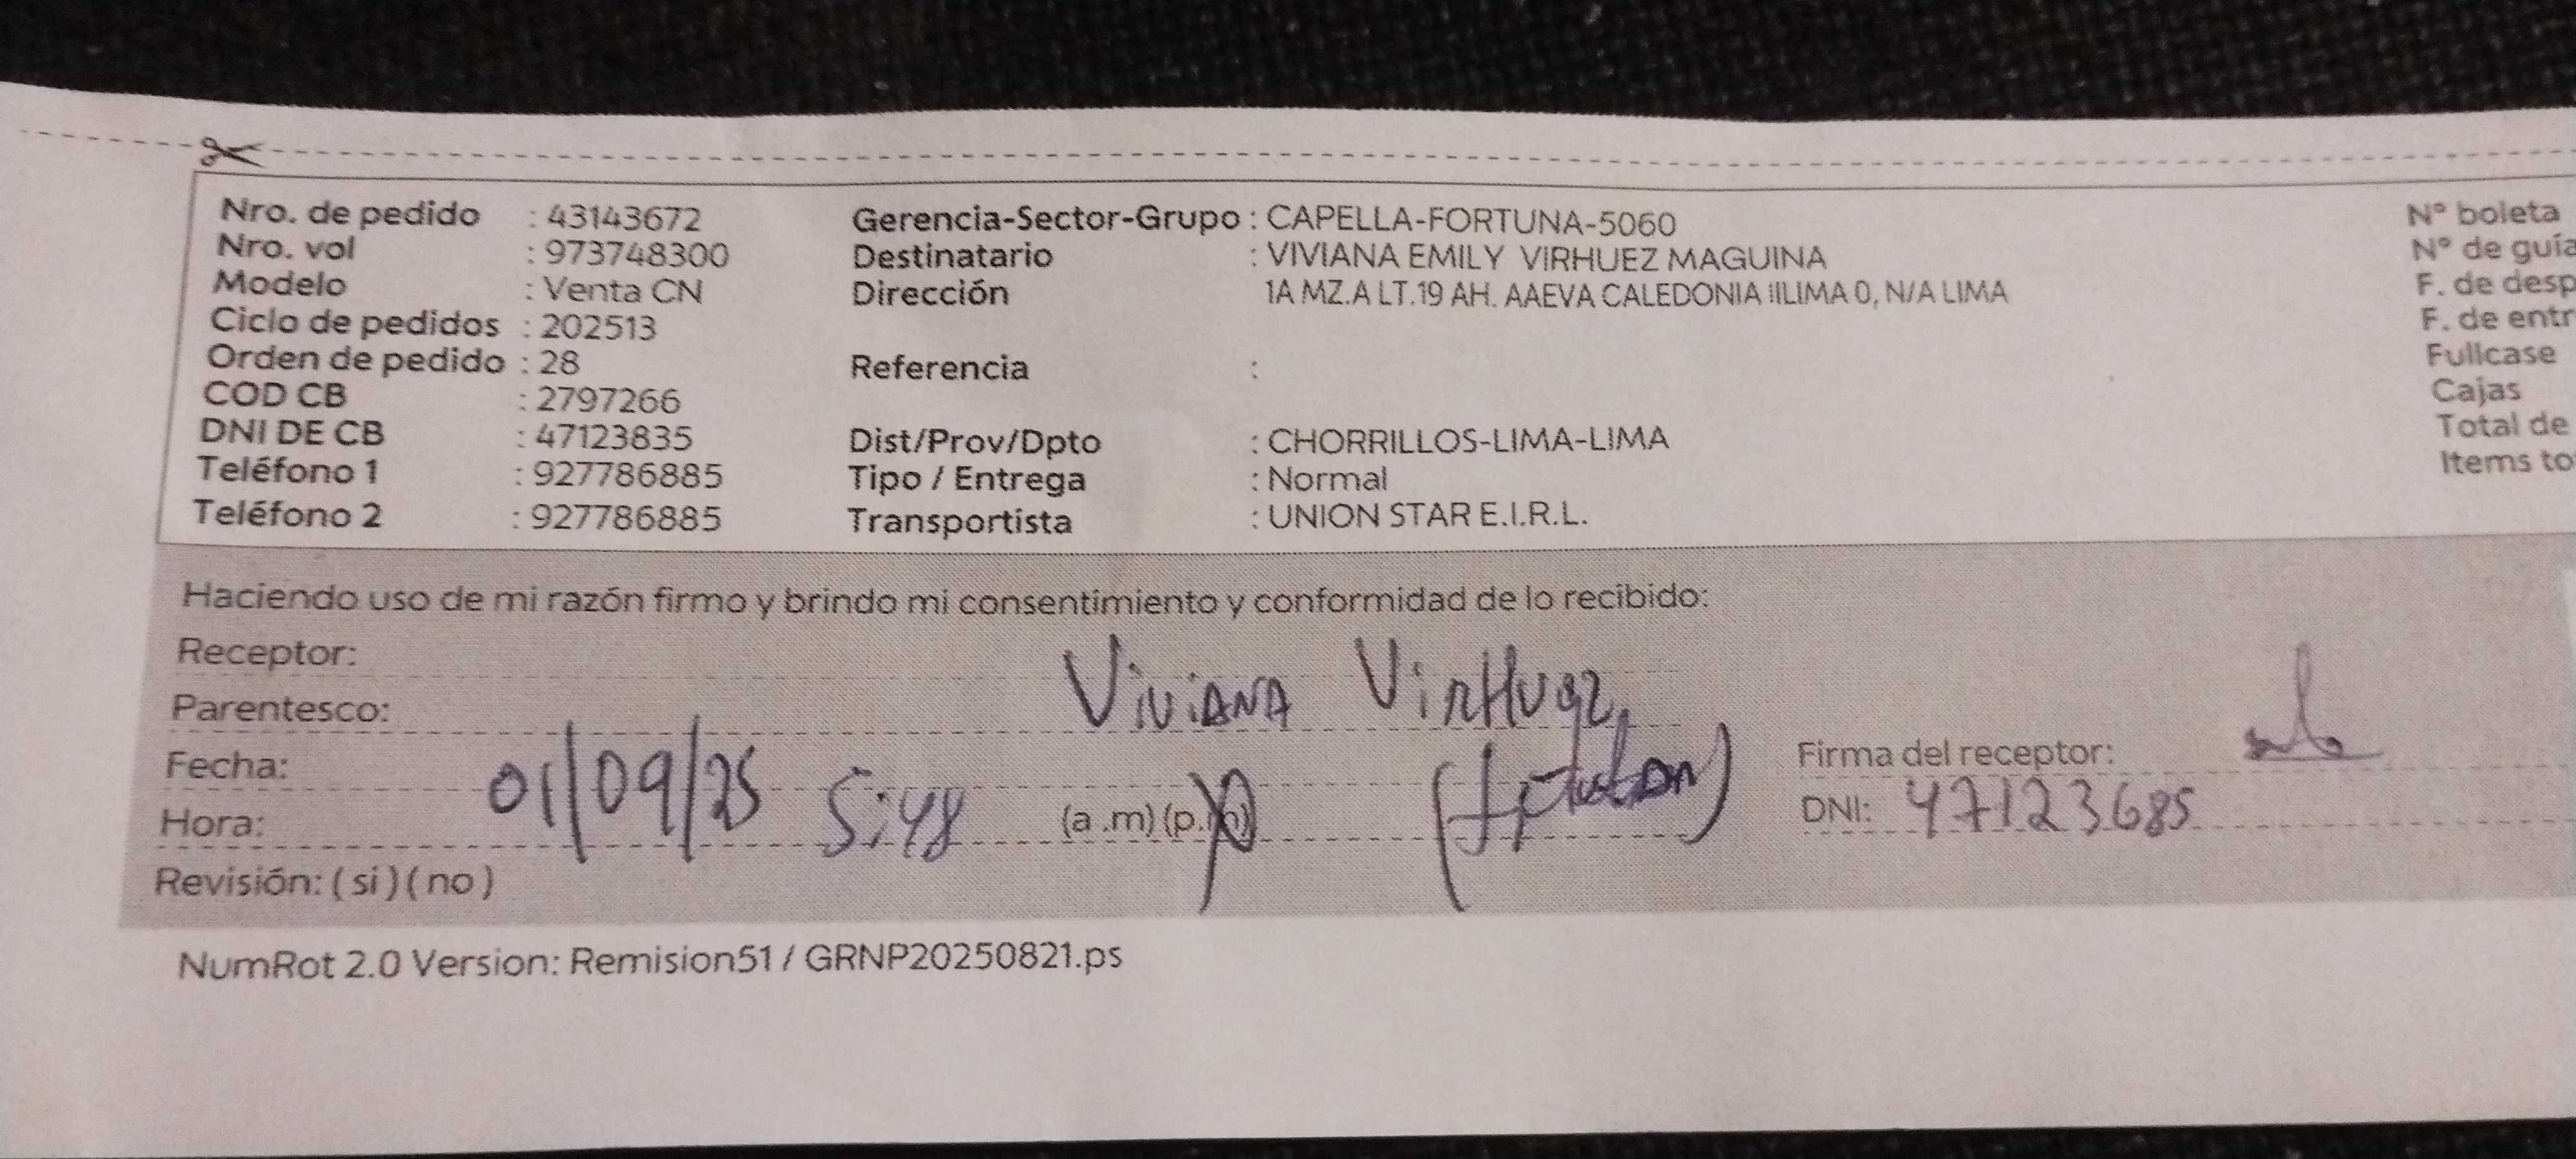 Nro. de pedido : 43143672 Gerencia-Sector-Grupo : CAPELLA-FORTUNA-5060 Nº boleta
Nro. vol : 973748300 Destinatario : VIVIANA EMILY VIRHUEZ MAGUINA Nº de guía
Modelo : Venta CN Dirección 1A MZ.A LT.19 AH. AAEVA CALEDONIA IILIMA 0, N/A LIMA F. de desp
Ciclo de pedidos : 202513 F. de entr
Orden de pedido : 28 Referencia : Fullcase
COD CB : 2797266 Cajas
DNI DE CB : 47123835 Dist/Prov/Dpto : CHORRILLOS-LIMA-LIMA Total de
Teléfono 1 : 927786885 Tipo / Entrega : Normal Items to
Teléfono 2 : 927786885 Transportista : UNION STAR E.I.R.L.
Haciendo uso de mi razón firmo y brindo mi consentimiento y conformidad de lo recibido:
Receptor:
Parentesco: Viviana Virhuez
Fecha: 01/09/25 Firma del receptor:
Hora: 5:48 (a .m) (p.m) DNI: 47123685
Revisión: ( si ) ( no )
NumRot 2.0 Version: Remision51 / GRNP20250821.ps